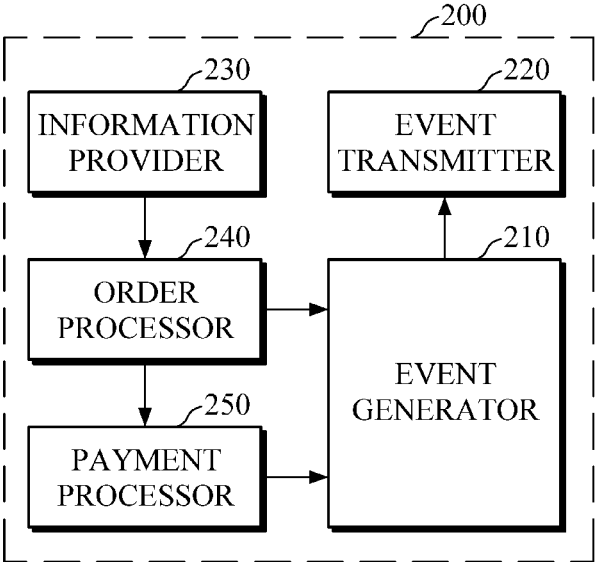 200
230
INFORMATION
PROVIDER
220
EVENT
TRANSMITTER
240
ORDER
PROCESSOR
210
EVENT
GENERATOR
250
PAYMENT
PROCESSOR